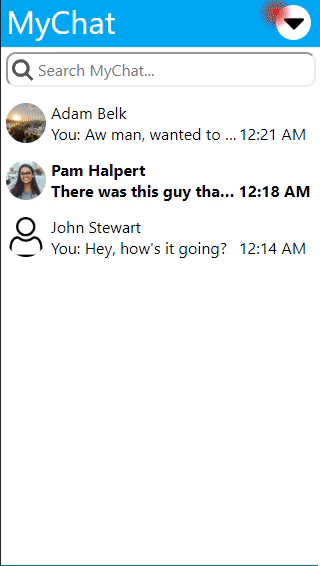 MyChat
Search MyChat...
Adam Belk
You: Aw man, wanted to ... 12:21 AM
Pam Halpert
There was this guy tha... 12:18 AM
John Stewart
You: Hey, how's it going? 12:14 AM